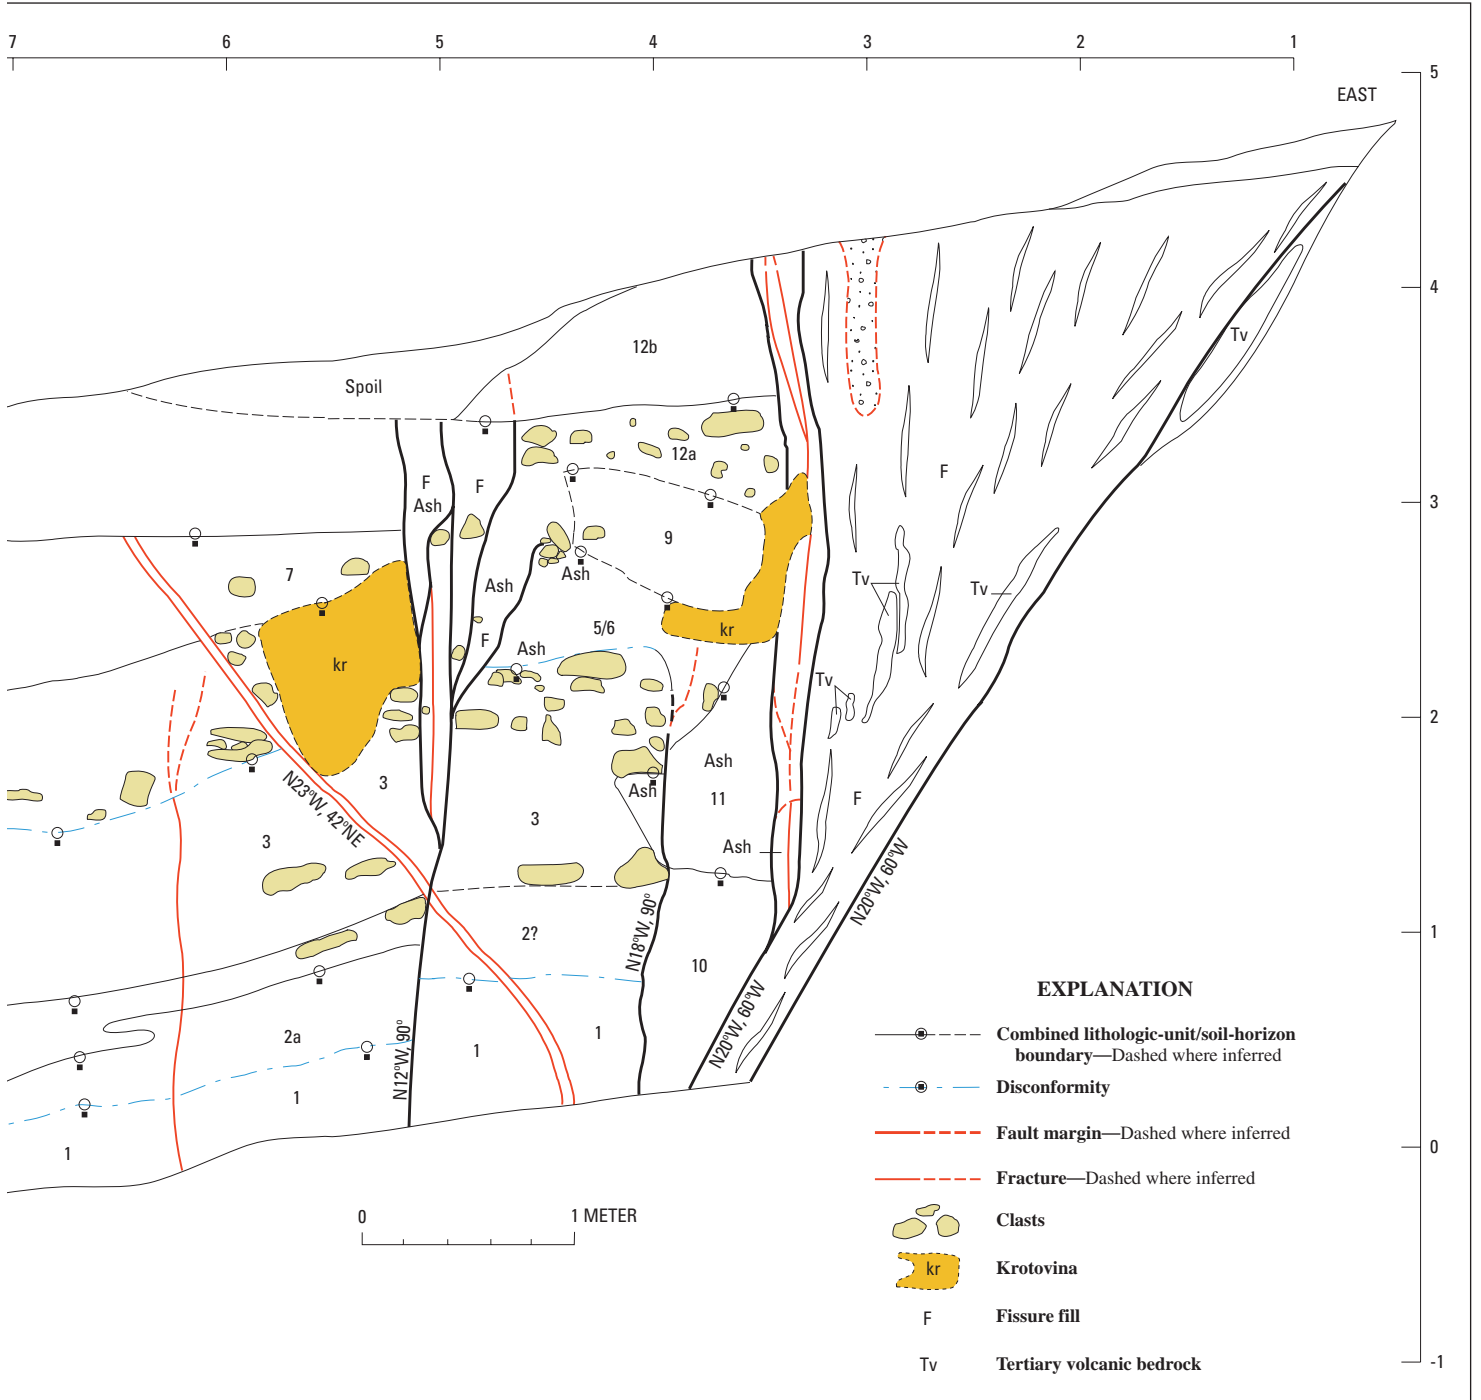 7 6 5 4 3 2 1
5
EAST
4
Tv
12b
Spoil
12a
F F F
3
Ash
9
7
Ash Ash
Tv Tv
5/6
kr
F
Ash
kr
Tv
2
Ash
3
Ash
11
F
N23°W, 42°NE
3
3
Ash
N20°W, 60°W
2?
N18°W, 90°
1
10
EXPLANATION
N20°W, 60°W
2a
1
1
N12°W, 90°
Combined lithologic-unit/soil-horizon
boundary—Dashed where inferred
Disconformity
1
1
Fault margin—Dashed where inferred
0
Fracture—Dashed where inferred
0 1 METER
Clasts
kr Krotovina
F Fissure fill
Tv Tertiary volcanic bedrock
-1